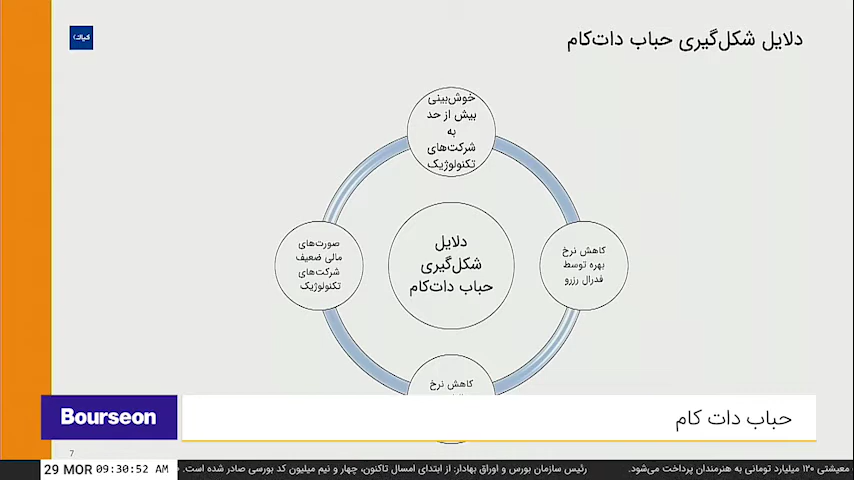 دلایل شکل‌گیری حباب دات‌کام
خوش‌بینی
بیش از حد
به
شرکت‌های
تکنولوژیک
صورت‌های
مالی ضعیف
شرکت‌های
تکنولوژیک
دلایل
شکل‌گیری
حباب دات‌کام
کاهش نرخ
بهره توسط
فدرال رزرو
کاهش نرخ
Bourseon
حباب دات کام
7
29 MOR 09:30:52 AM
رئیس سازمان بورس و اوراق بهادار: از ابتدای امسال تاکنون، چهار و نیم میلیون کد بورسی صادر شده است.
معیشتی ۱۲۰ میلیارد تومانی به هنرمندان پرداخت می‌شود.